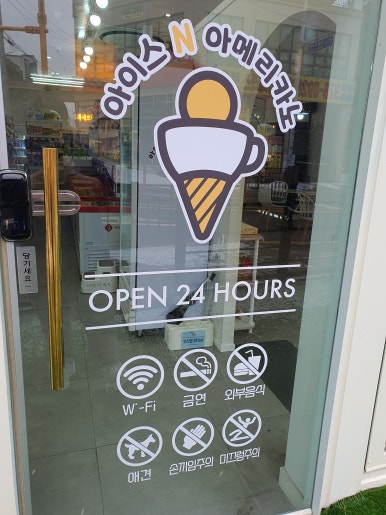 아이스 N 아메리카노
당기세요
OPEN 24 HOURS
Wi-Fi
금연
외부음식
애견
손끼임주의
미끄럼주의